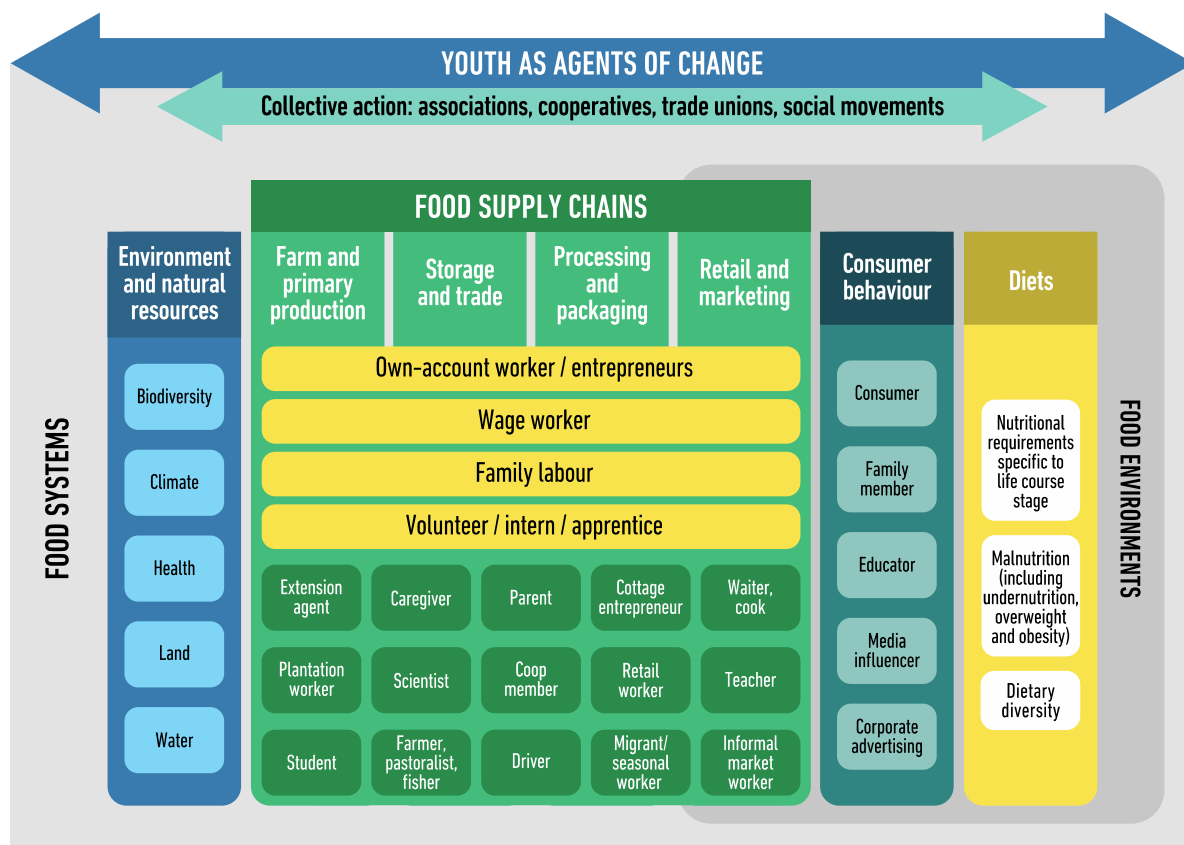 YOUTH AS AGENTS OF CHANGE
Collective action: associations, cooperatives, trade unions, social movements
FOOD SYSTEMS
Environment
and natural
resources
Biodiversity
Climate
Health
Land
Water
FOOD SUPPLY CHAINS
Farm and
primary
production
Storage
and trade
Processing
and
packaging
Retail and
marketing
Own-account worker / entrepreneurs
Wage worker
Family labour
Volunteer / intern / apprentice
Extension
agent
Caregiver
Parent
Cottage
entrepreneur
Waiter,
cook
Plantation
worker
Scientist
Coop
member
Retail
worker
Teacher
Student
Farmer,
pastoralist,
fisher
Driver
Migrant/
seasonal
worker
Informal
market
worker
Consumer
behaviour
Consumer
Family
member
Educator
Media
influencer
Corporate
advertising
Diets
Nutritional
requirements
specific to
life course
stage
Malnutrition
(including
undernutrition,
overweight
and obesity)
Dietary
diversity
FOOD ENVIRONMENTS